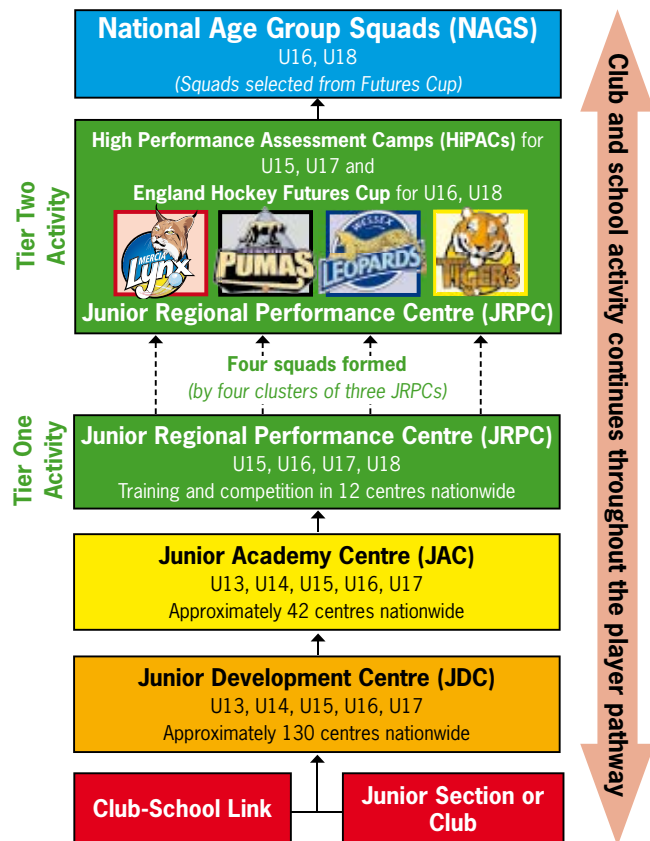 National Age Group Squads (NAGS)
U16, U18
(Squads selected from Futures Cup)
High Performance Assessment Camps (HiPACs) for
U15, U17 and
England Hockey Futures Cup for U16, U18
MERCIA
Lynx
PUMAS
WESSEX
LEOPARDS
TIGERS
Junior Regional Performance Centre (JRPC)
Tier Two
Activity
Four squads formed
(by four clusters of three JRPCs)
Junior Regional Performance Centre (JRPC)
U15, U16, U17, U18
Training and competition in 12 centres nationwide
Tier One
Activity
Junior Academy Centre (JAC)
U13, U14, U15, U16, U17
Approximately 42 centres nationwide
Junior Development Centre (JDC)
U13, U14, U15, U16, U17
Approximately 130 centres nationwide
Club-School Link
Junior Section or
Club
Club and school activity continues throughout the player pathway